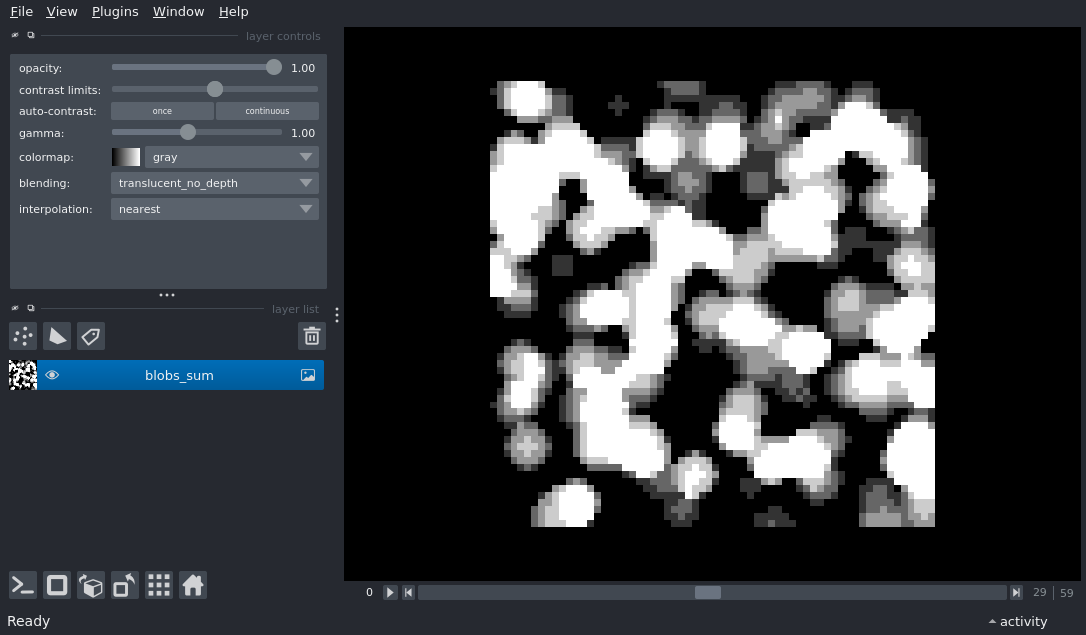 File View Plugins Window Help
layer controls
opacity: 1.00
contrast limits:
auto-contrast: once continuous
gamma: 1.00
colormap: gray
blending: translucent_no_depth
interpolation: nearest
layer list
blobs_sum
0 29 59
Ready activity